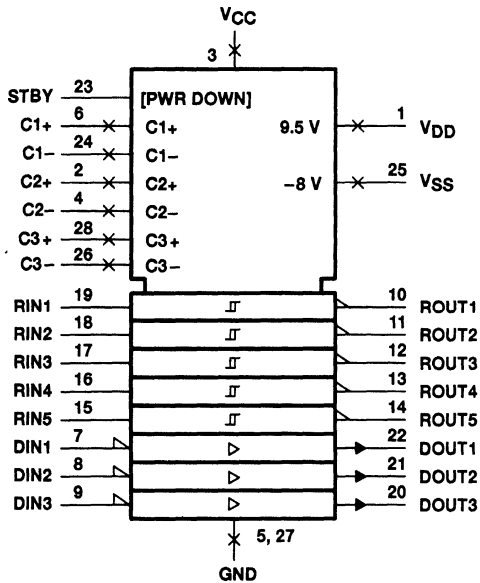 VCC
3
STBY 23 [PWR DOWN]
C1+ 6 C1+ 9.5 V 1 VDD
C1− 24 C1−
C2+ 2 C2+ −8 V 25 VSS
C2− 4 C2−
C3+ 28 C3+
C3− 26 C3−
RIN1 19 10 ROUT1
RIN2 18 11 ROUT2
RIN3 17 12 ROUT3
RIN4 16 13 ROUT4
RIN5 15 14 ROUT5
DIN1 7 22 DOUT1
DIN2 8 21 DOUT2
DIN3 9 20 DOUT3
5, 27
GND